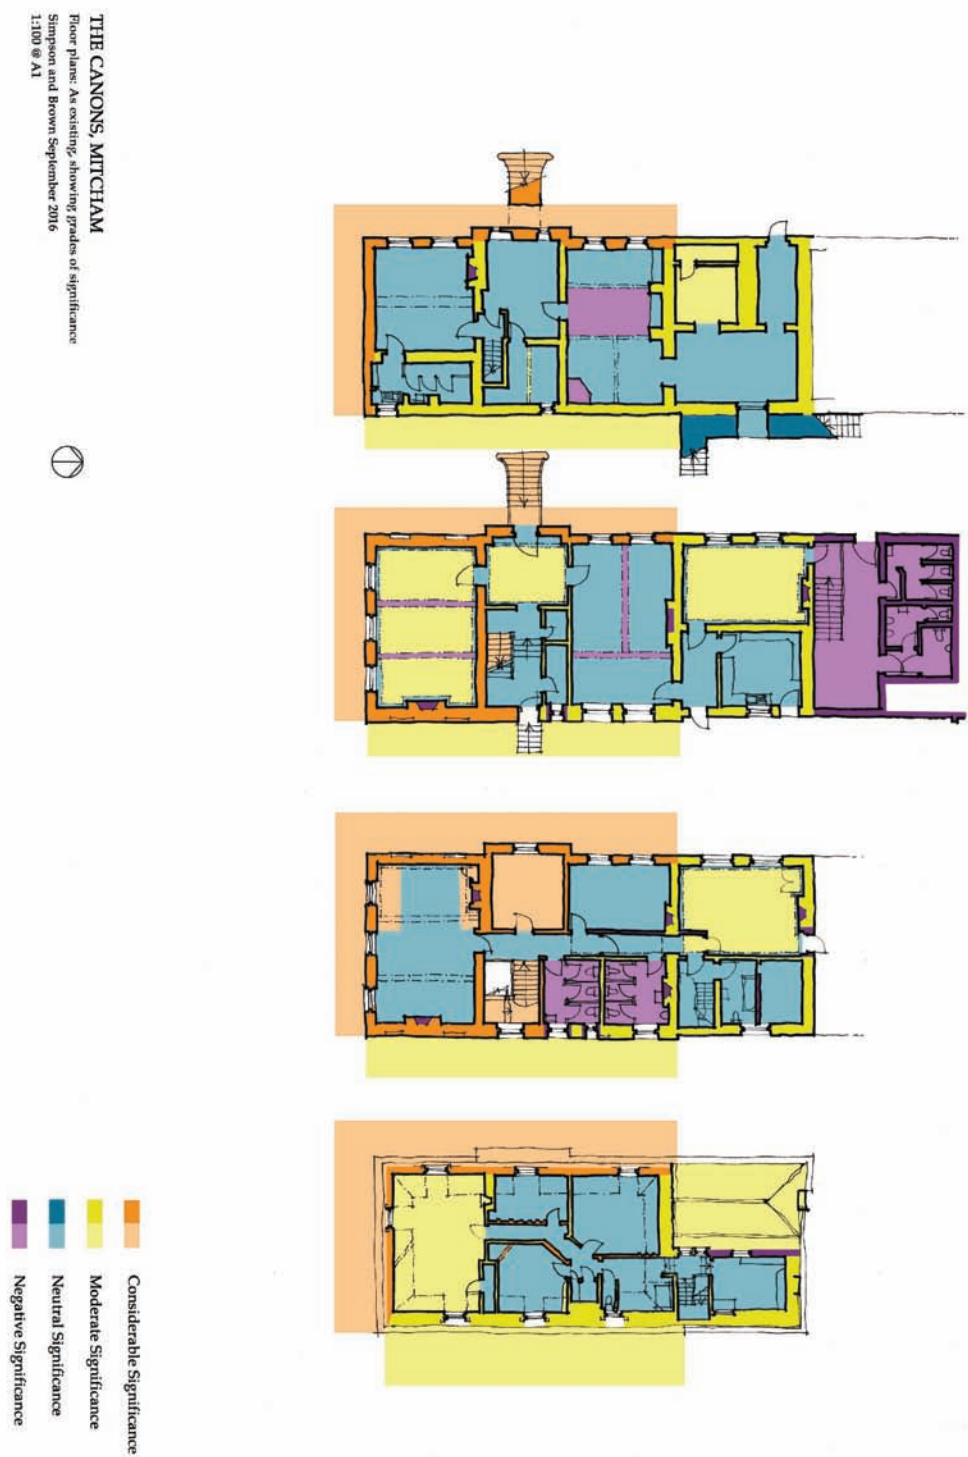 THE CANONS, MITCHAM
Floor plans: As existing, showing grades of significance
Simpson and Brown September 2016
1:100 @ A1
Considerable Significance
Moderate Significance
Neutral Significance
Negative Significance